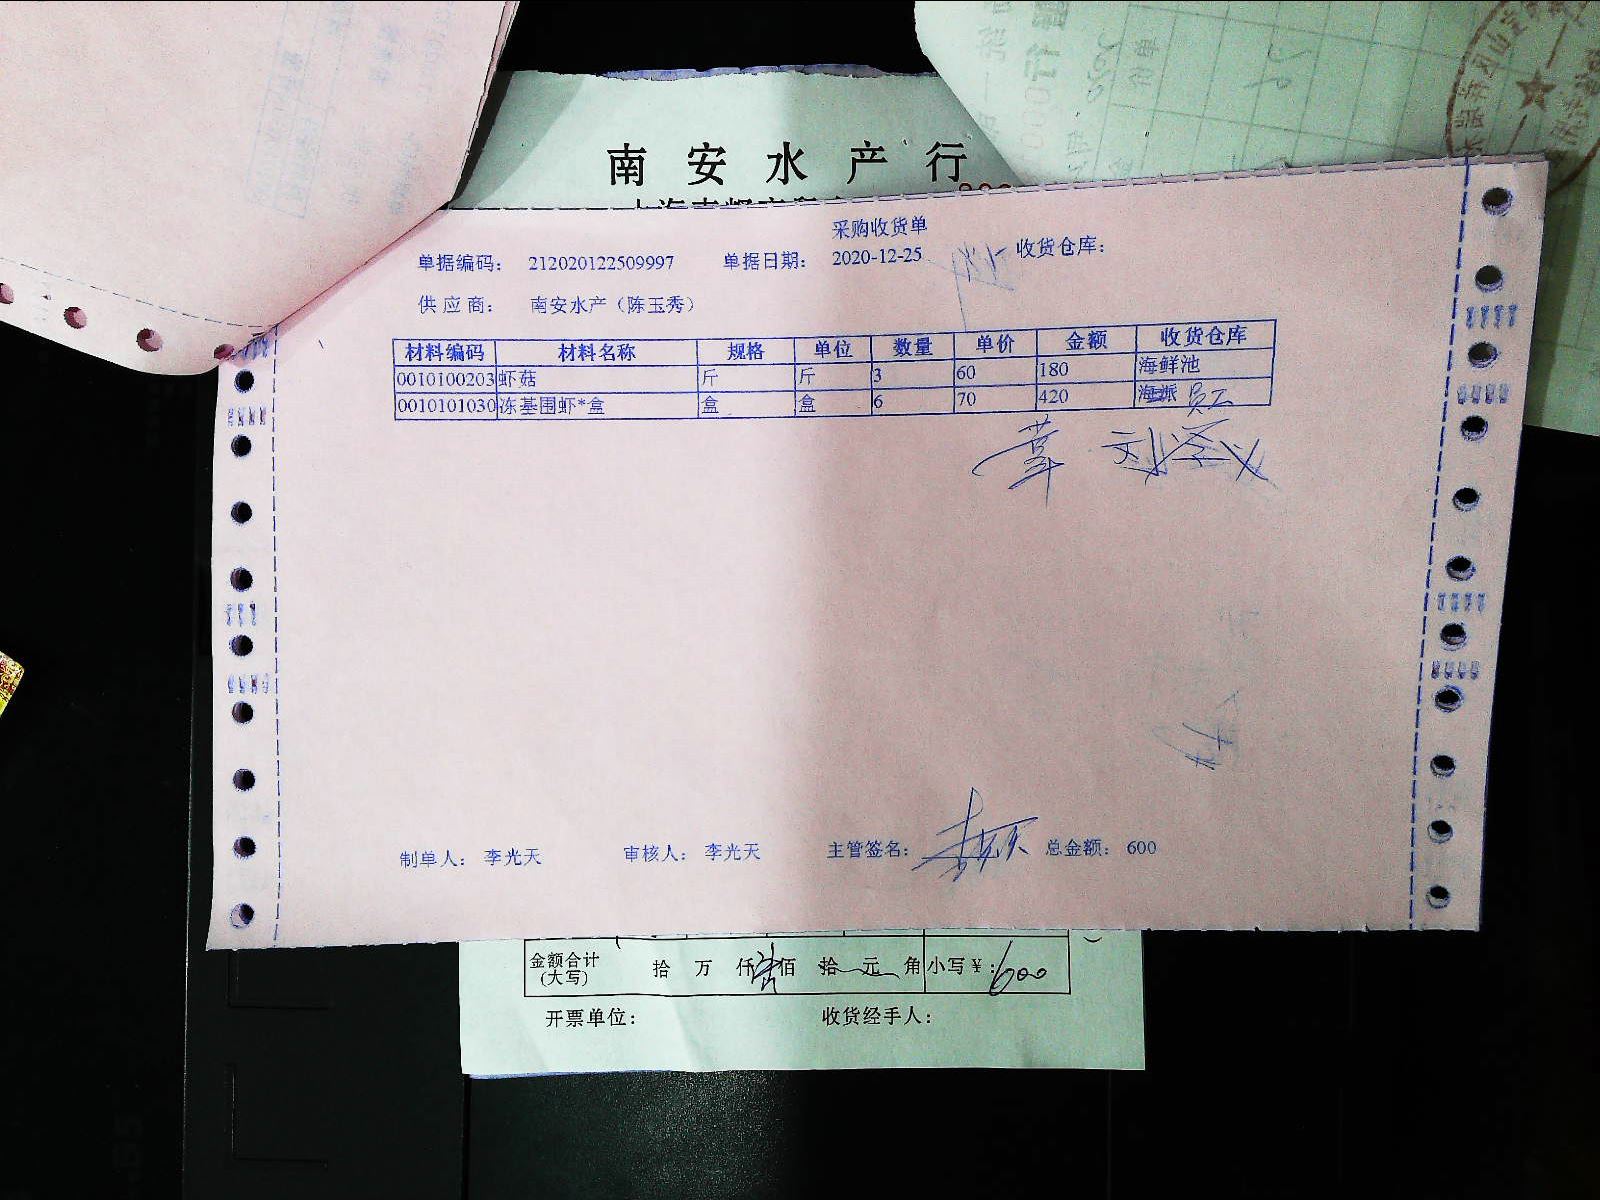 南安水产行
采购收货单
单据编码： 212020122509997 单据日期： 2020-12-25 收货仓库：
供应商： 南安水产（陈玉秀）
材料编码 材料名称 规格 单位 数量 单价 金额 收货仓库
0010100203 虾菇 斤 斤 3 60 180 海鲜池
0010101030 冻基围虾*盒 盒 盒 6 70 420 员工
制单人： 李光天 审核人： 李光天 主管签名： 总金额： 600
金额合计(大写) 拾 万 仟 佰 拾 元 角 小写￥：600
开票单位： 收货经手人：